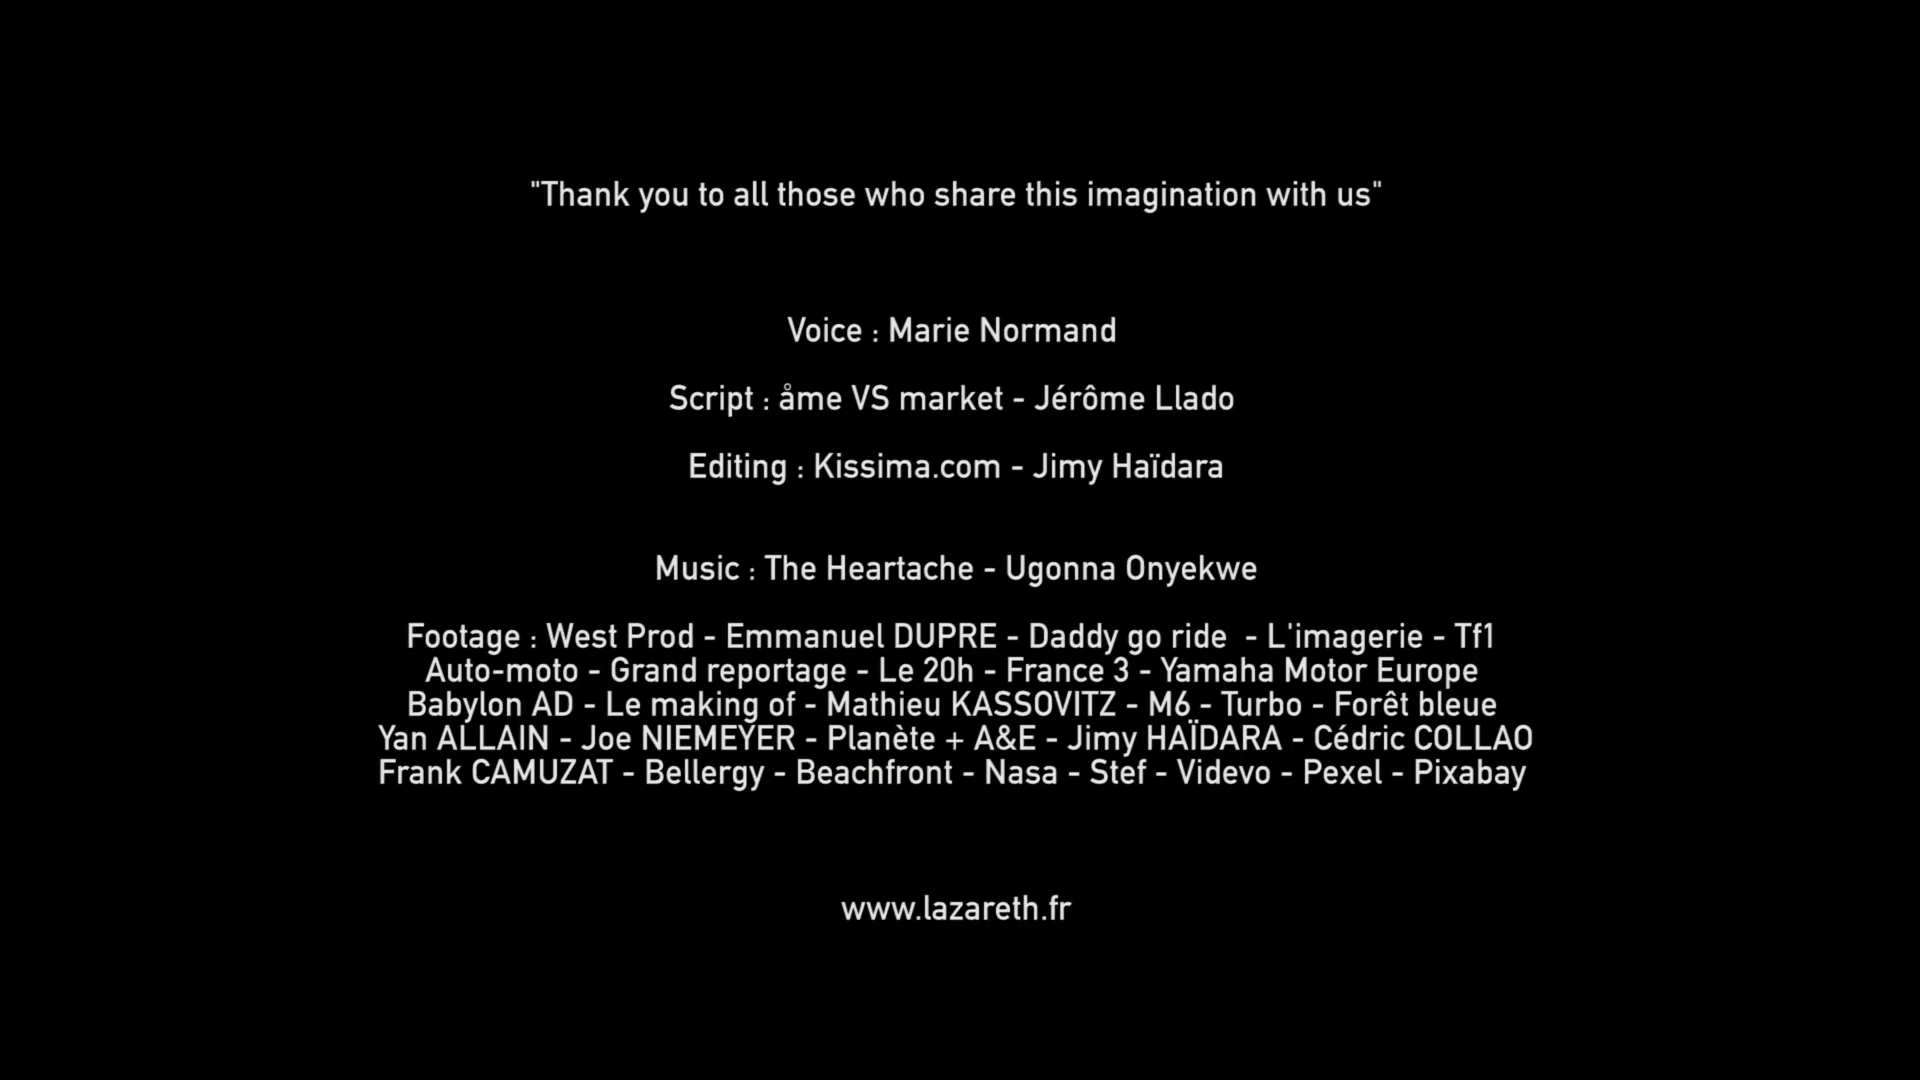 "Thank you to all those who share this imagination with us"
Voice : Marie Normand
Script : åme VS market - Jérôme Llado
Editing : Kissima.com - Jimy Haïdara
Music : The Heartache - Ugonna Onyekwe
Footage : West Prod - Emmanuel DUPRE - Daddy go ride  - L'imagerie - Tf1
Auto-moto - Grand reportage - Le 20h - France 3 - Yamaha Motor Europe
Babylon AD - Le making of - Mathieu KASSOVITZ - M6 - Turbo - Forêt bleue
Yan ALLAIN - Joe NIEMEYER - Planète + A&E - Jimy HAÏDARA - Cédric COLLAO
Frank CAMUZAT - Bellergy - Beachfront - Nasa - Stef - Videvo - Pexel - Pixabay
www.lazareth.fr